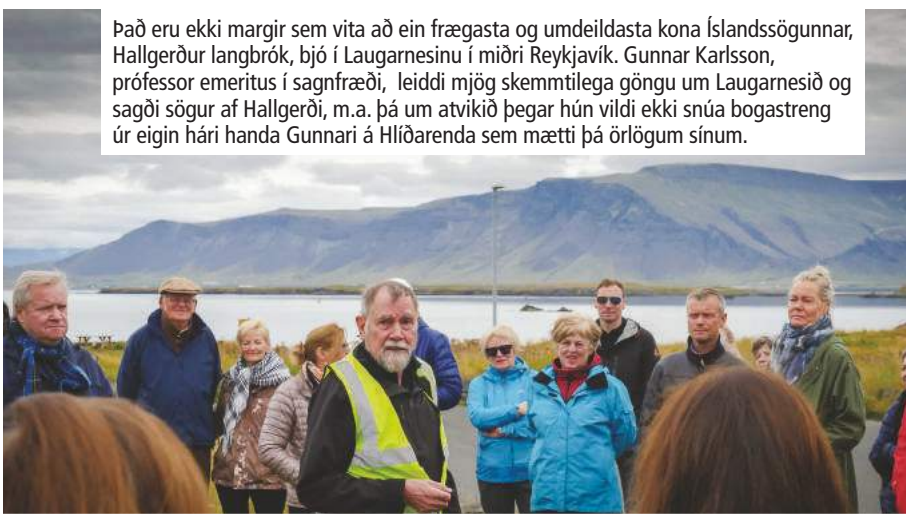 Það eru ekki margir sem vita að ein frægasta og umdeildasta kona Íslandssögunnar,
Hallgerður langbrók, bjó í Laugarnesinu í miðri Reykjavík. Gunnar Karlsson,
prófessor emeritus í sagnfræði, leiddi mjög skemmtilega göngu um Laugarnesið og
sagði sögur af Hallgerði, m.a. þá um atvikið þegar hún vildi ekki snúa bogastreng
úr eigin hári handa Gunnari á Hlíðarenda sem mætti þá örlögum sínum.